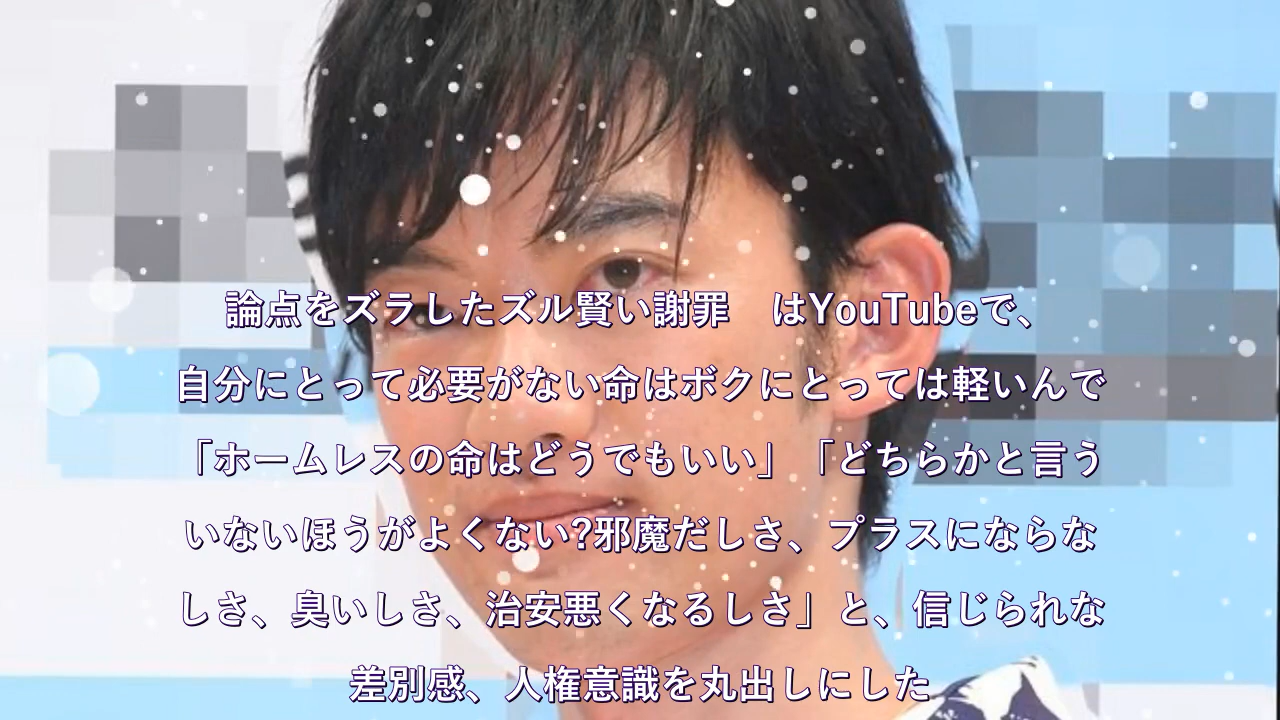 論点をズラしたズル賢い謝罪　はYouTubeで、
自分にとって必要がない命はボクにとっては軽いんで
「ホームレスの命はどうでもいい」「どちらかと言う
いないほうがよくない?邪魔だしさ、プラスにならな
しさ、臭いしさ、治安悪くなるしさ」と、信じられな
差別感、人権意識を丸出しにした